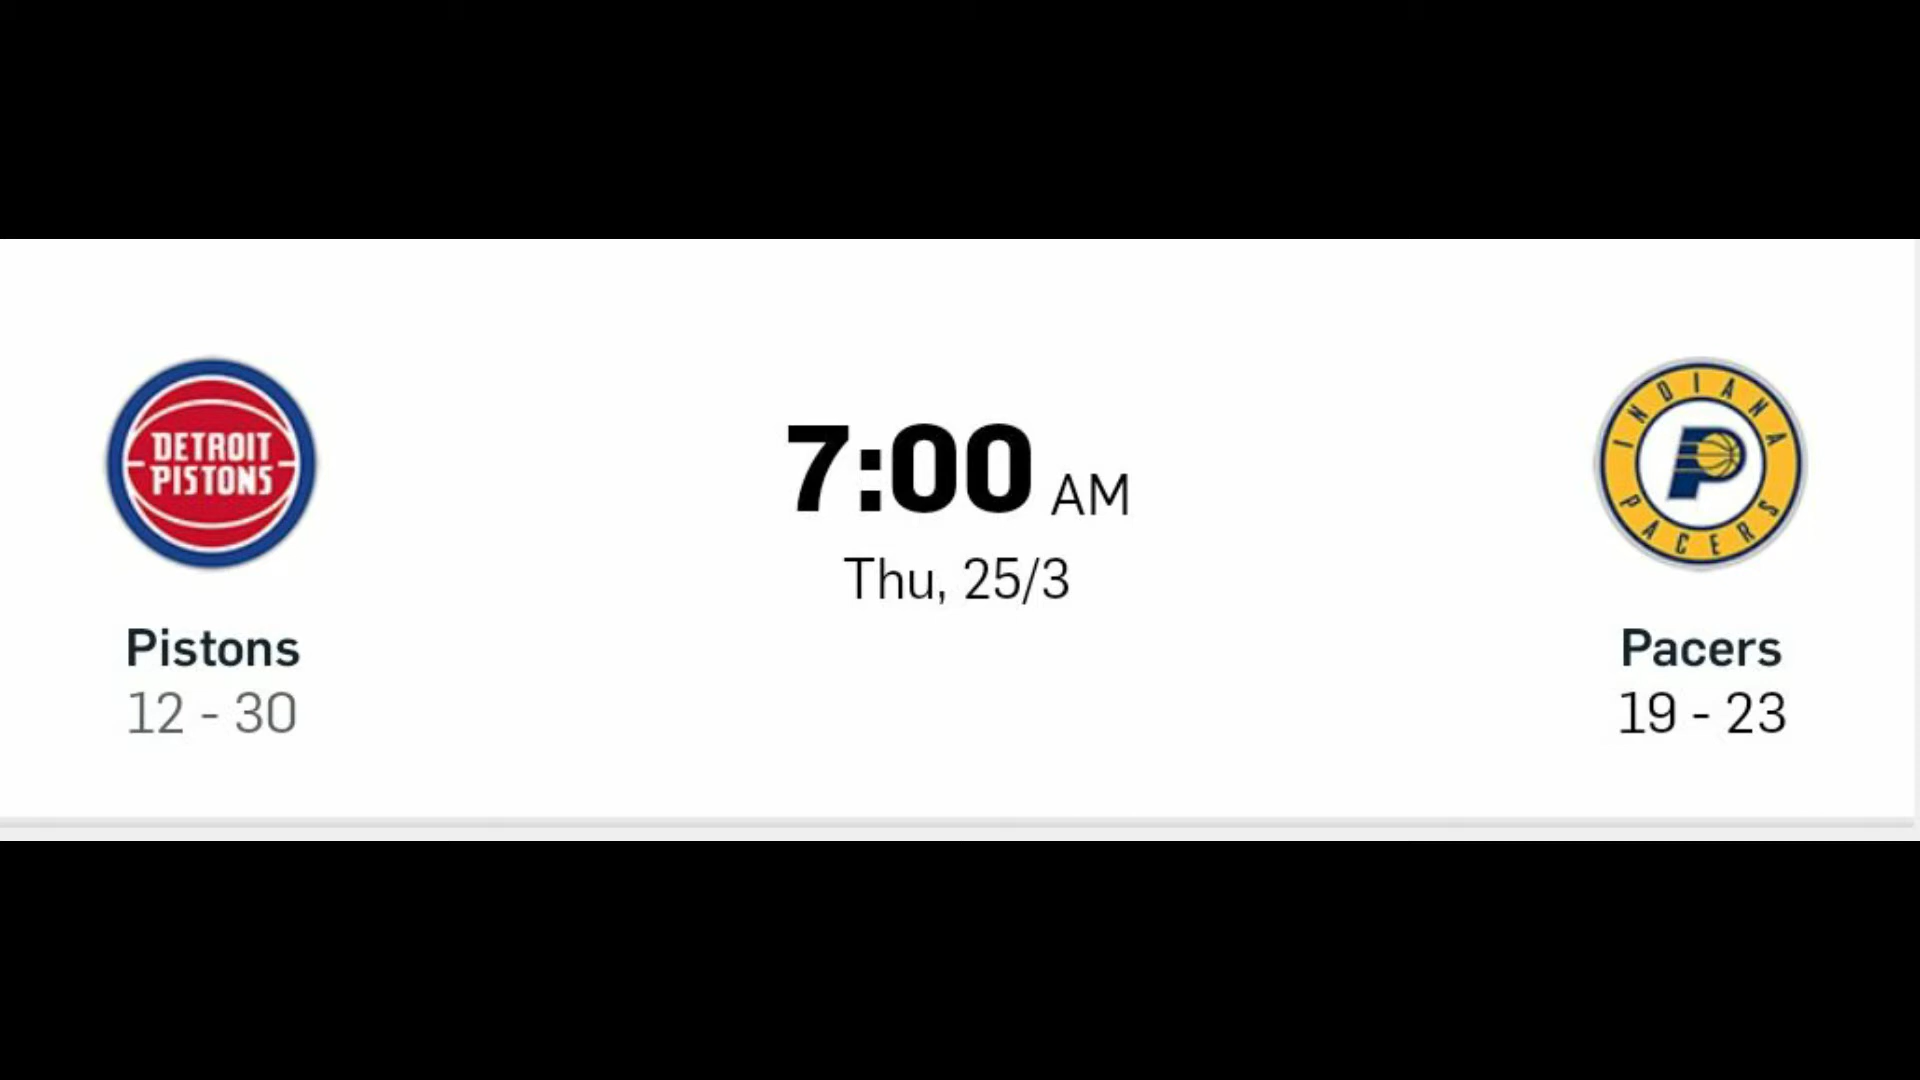 DETROIT
PISTONS
Pistons
12 - 30
7:00 AM
Thu, 25/3
INDIANA
PACERS
Pacers
19 - 23